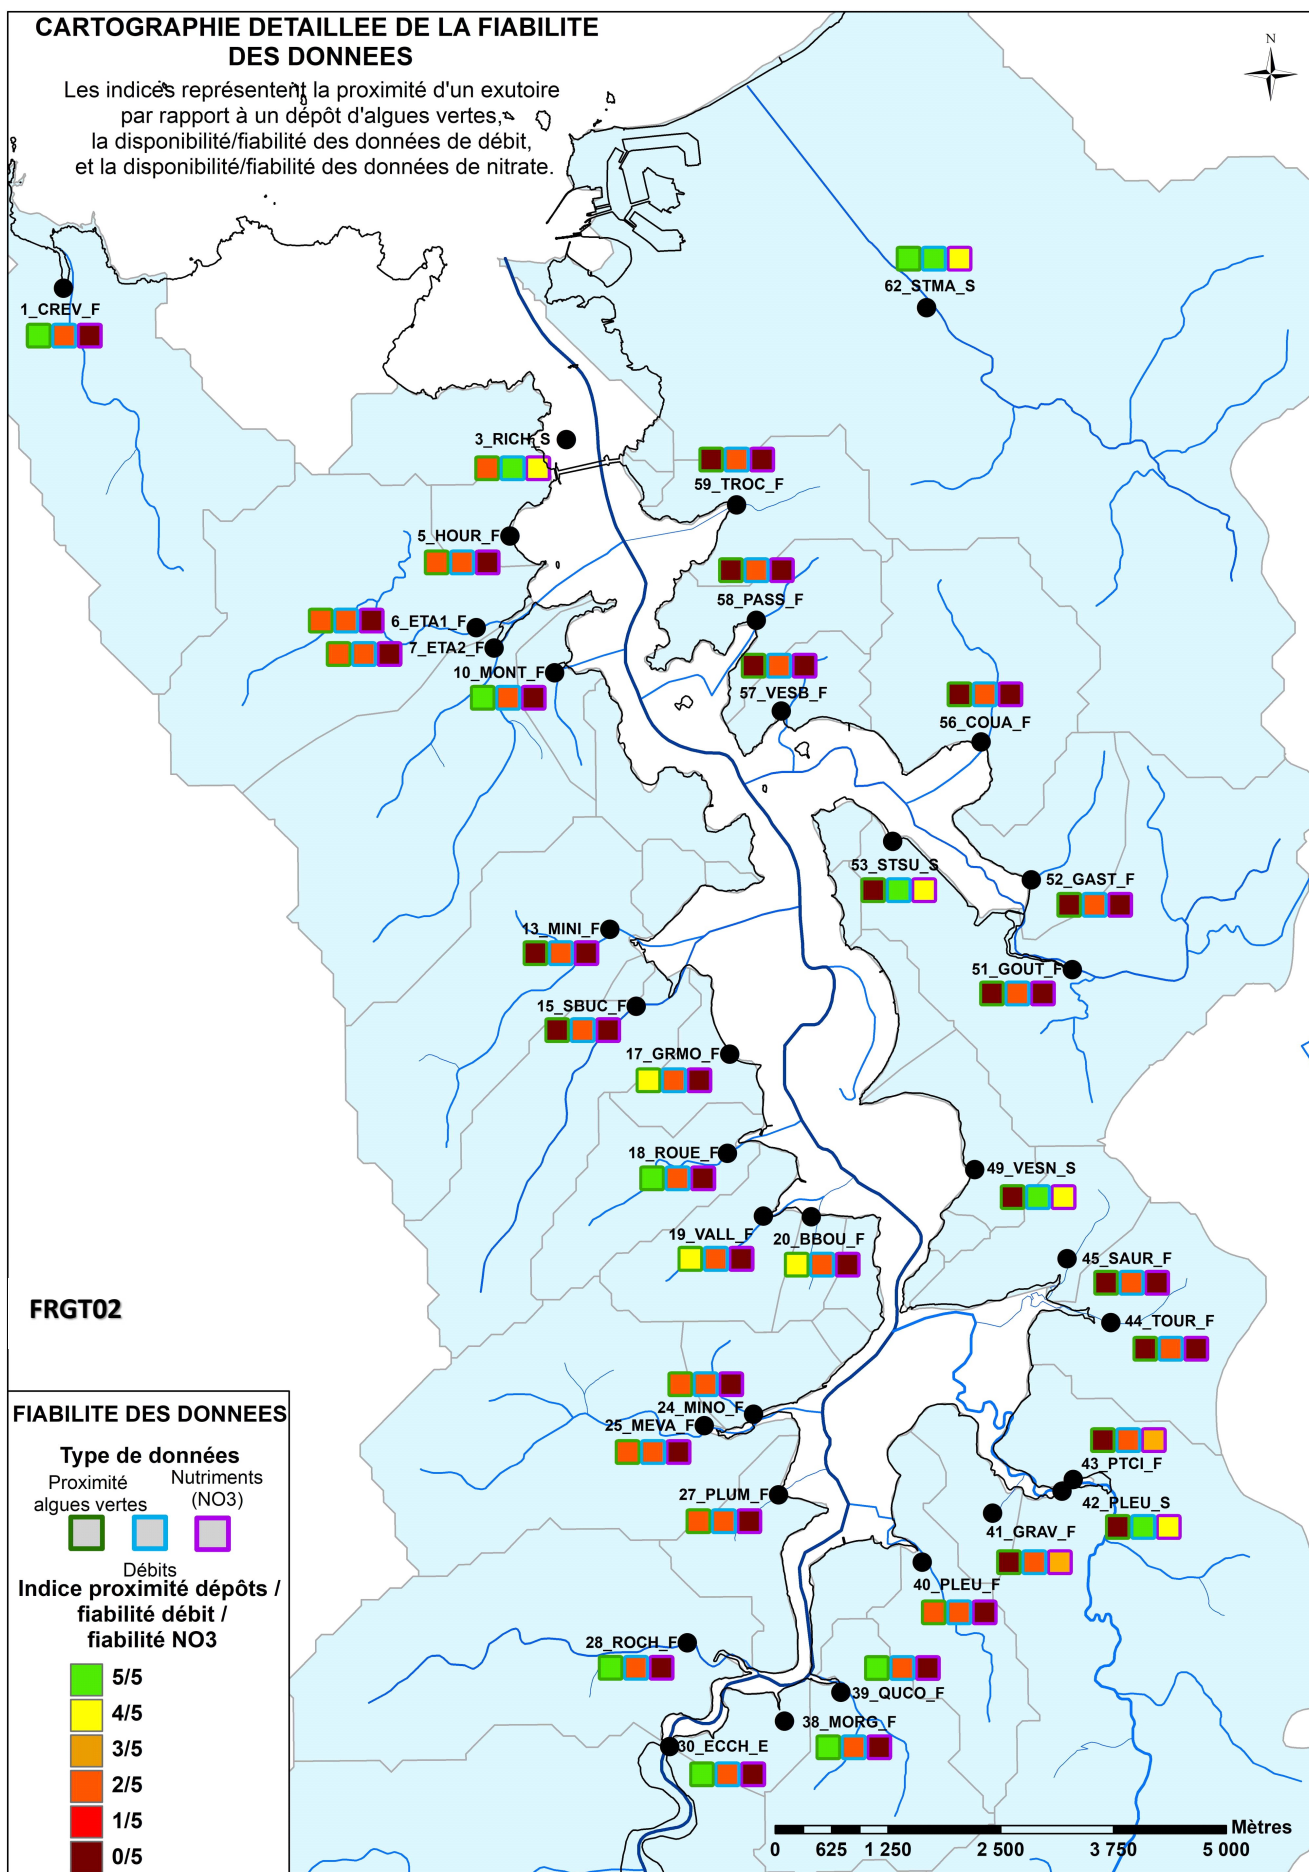 CARTOGRAPHIE DETAILLEE DE LA FIABILITE
DES DONNEES
Les indices représentent la proximité d'un exutoire
par rapport à un dépôt d'algues vertes,
la disponibilité/fiabilité des données de débit,
et la disponibilité/fiabilité des données de nitrate.
N
62_STMA_S
1_CREV_F
3_RICH_S
59_TROC_F
5_HOUR_F
58_PASS_F
6_ETA1_F
7_ETA2_F
10_MONT_F
57_VESB_F
56_COUA_F
53_STSU_S
52_GAST_F
13_MINI_F
51_GOUT_F
15_SBUC_F
17_GRMO_F
18_ROUE_F
49_VESN_S
19_VALL_F
20_BBOU_F
45_SAUR_F
FRGT02
44_TOUR_F
24_MINO_F
25_MEVA_F
43_PTCI_F
27_PLUM_F
42_PLEU_S
41_GRAV_F
40_PLEU_F
28_ROCH_F
39_QUCO_F
38_MORG_F
30_ECCH_E
FIABILITE DES DONNEES
Type de données
Proximité
algues vertes
Nutriments
(NO3)
Débits
Indice proximité dépôts /
fiabilité débit /
fiabilité NO3
5/5
4/5
3/5
2/5
1/5
0/5
Mètres
0 625 1 250 2 500 3 750 5 000